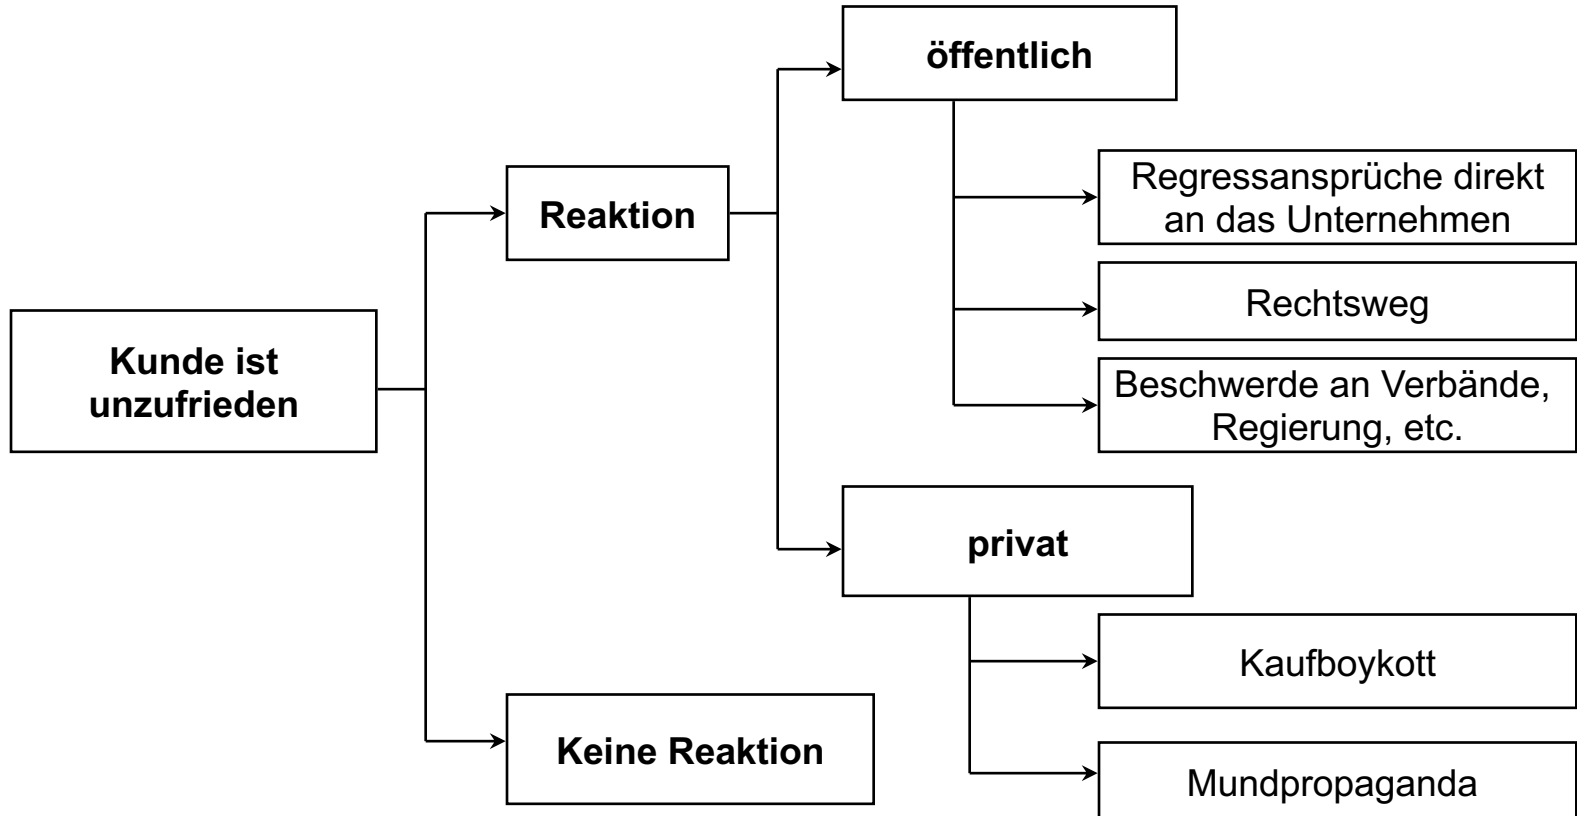 öffentlich
Regressansprüche direkt
an das Unternehmen
Reaktion
Rechtsweg
Kunde ist
unzufrieden
Beschwerde an Verbände,
Regierung, etc.
privat
Kaufboykott
Keine Reaktion
Mundpropaganda